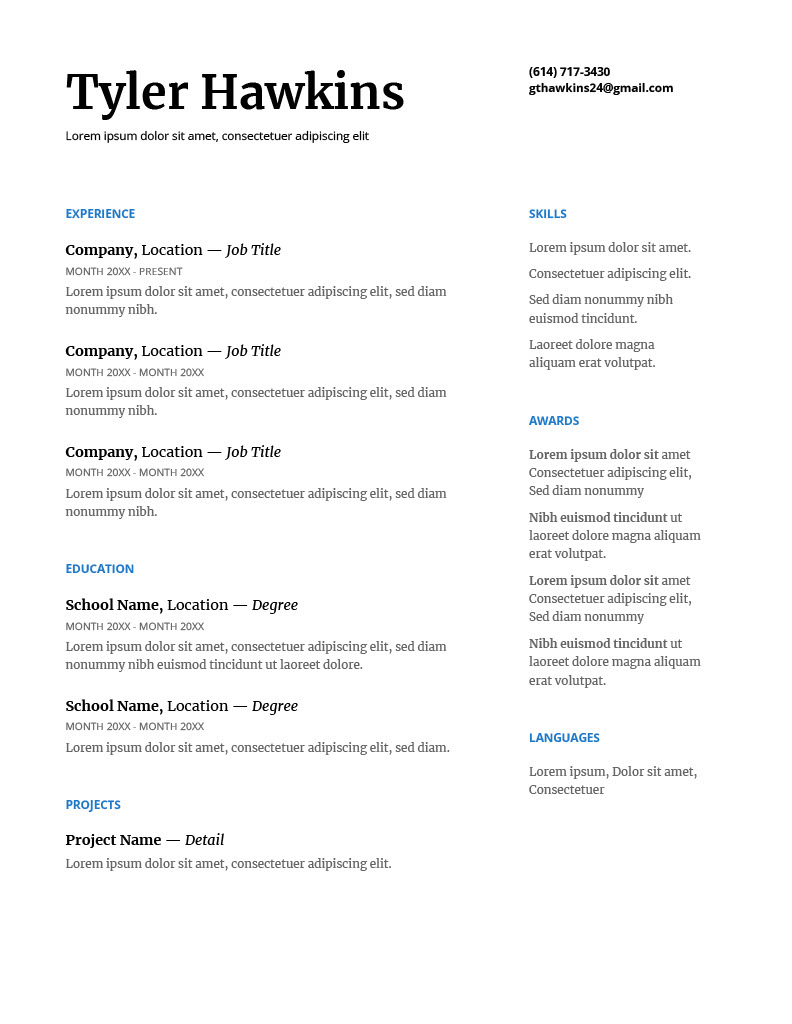 Tyler Hawkins
Lorem ipsum dolor sit amet, consectetuer adipiscing elit
(614) 717-3430
gthawkins24@gmail.com
EXPERIENCE
Company, Location — Job Title
MONTH 20XX - PRESENT
Lorem ipsum dolor sit amet, consectetuer adipiscing elit, sed diam
nonummy nibh.
Company, Location — Job Title
MONTH 20XX - MONTH 20XX
Lorem ipsum dolor sit amet, consectetuer adipiscing elit, sed diam
nonummy nibh.
Company, Location — Job Title
MONTH 20XX - MONTH 20XX
Lorem ipsum dolor sit amet, consectetuer adipiscing elit, sed diam
nonummy nibh.
EDUCATION
School Name, Location — Degree
MONTH 20XX - MONTH 20XX
Lorem ipsum dolor sit amet, consectetuer adipiscing elit, sed diam
nonummy nibh euismod tincidunt ut laoreet dolore.
School Name, Location — Degree
MONTH 20XX - MONTH 20XX
Lorem ipsum dolor sit amet, consectetuer adipiscing elit, sed diam.
PROJECTS
Project Name — Detail
Lorem ipsum dolor sit amet, consectetuer adipiscing elit.
SKILLS
Lorem ipsum dolor sit amet.
Consectetuer adipiscing elit.
Sed diam nonummy nibh
euismod tincidunt.
Laoreet dolore magna
aliquam erat volutpat.
AWARDS
Lorem ipsum dolor sit amet
Consectetuer adipiscing elit,
Sed diam nonummy
Nibh euismod tincidunt ut
laoreet dolore magna aliquam
erat volutpat.
Lorem ipsum dolor sit amet
Consectetuer adipiscing elit,
Sed diam nonummy
Nibh euismod tincidunt ut
laoreet dolore magna aliquam
erat volutpat.
LANGUAGES
Lorem ipsum, Dolor sit amet,
Consectetuer